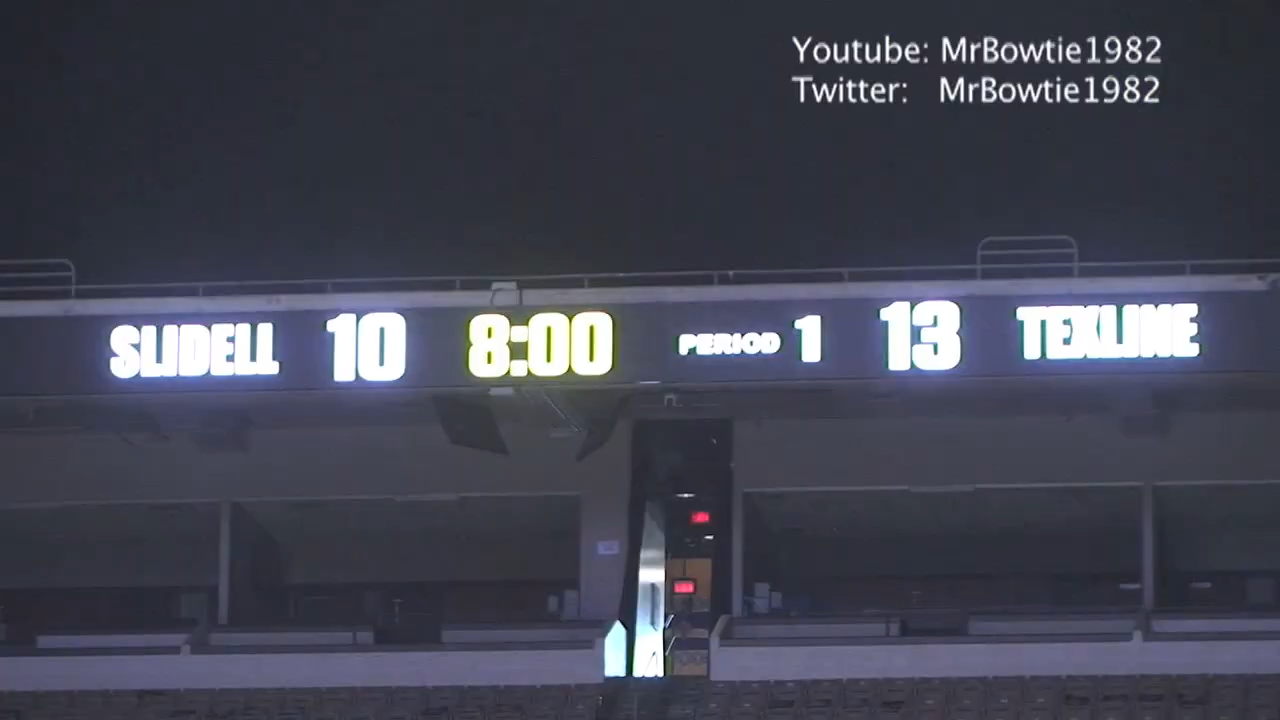 Youtube: MrBowtie1982
Twitter: MrBowtie1982
SLIDELL 10 8:00 PERIOD 1 13 TEXLINE